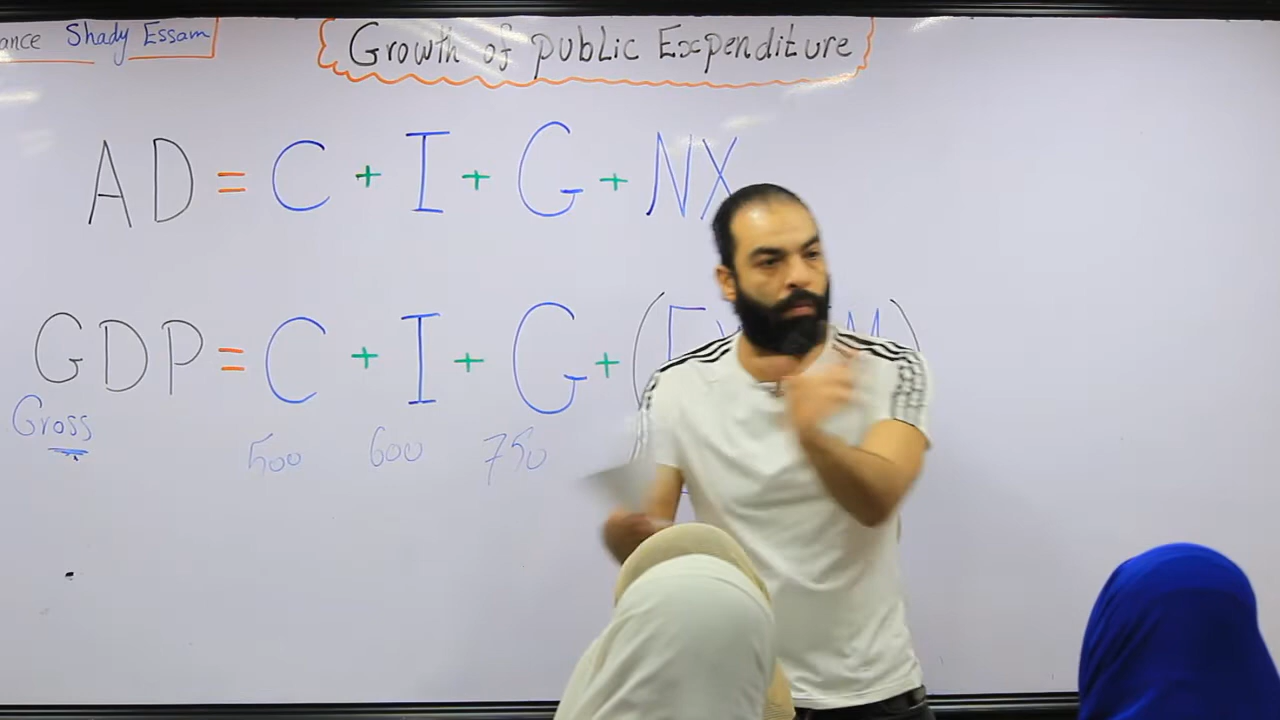 ance Shady Essam
Growth of public Expenditure
AD = C + I + G + NX
GDP = C + I + G + (
Gross
500 600 750